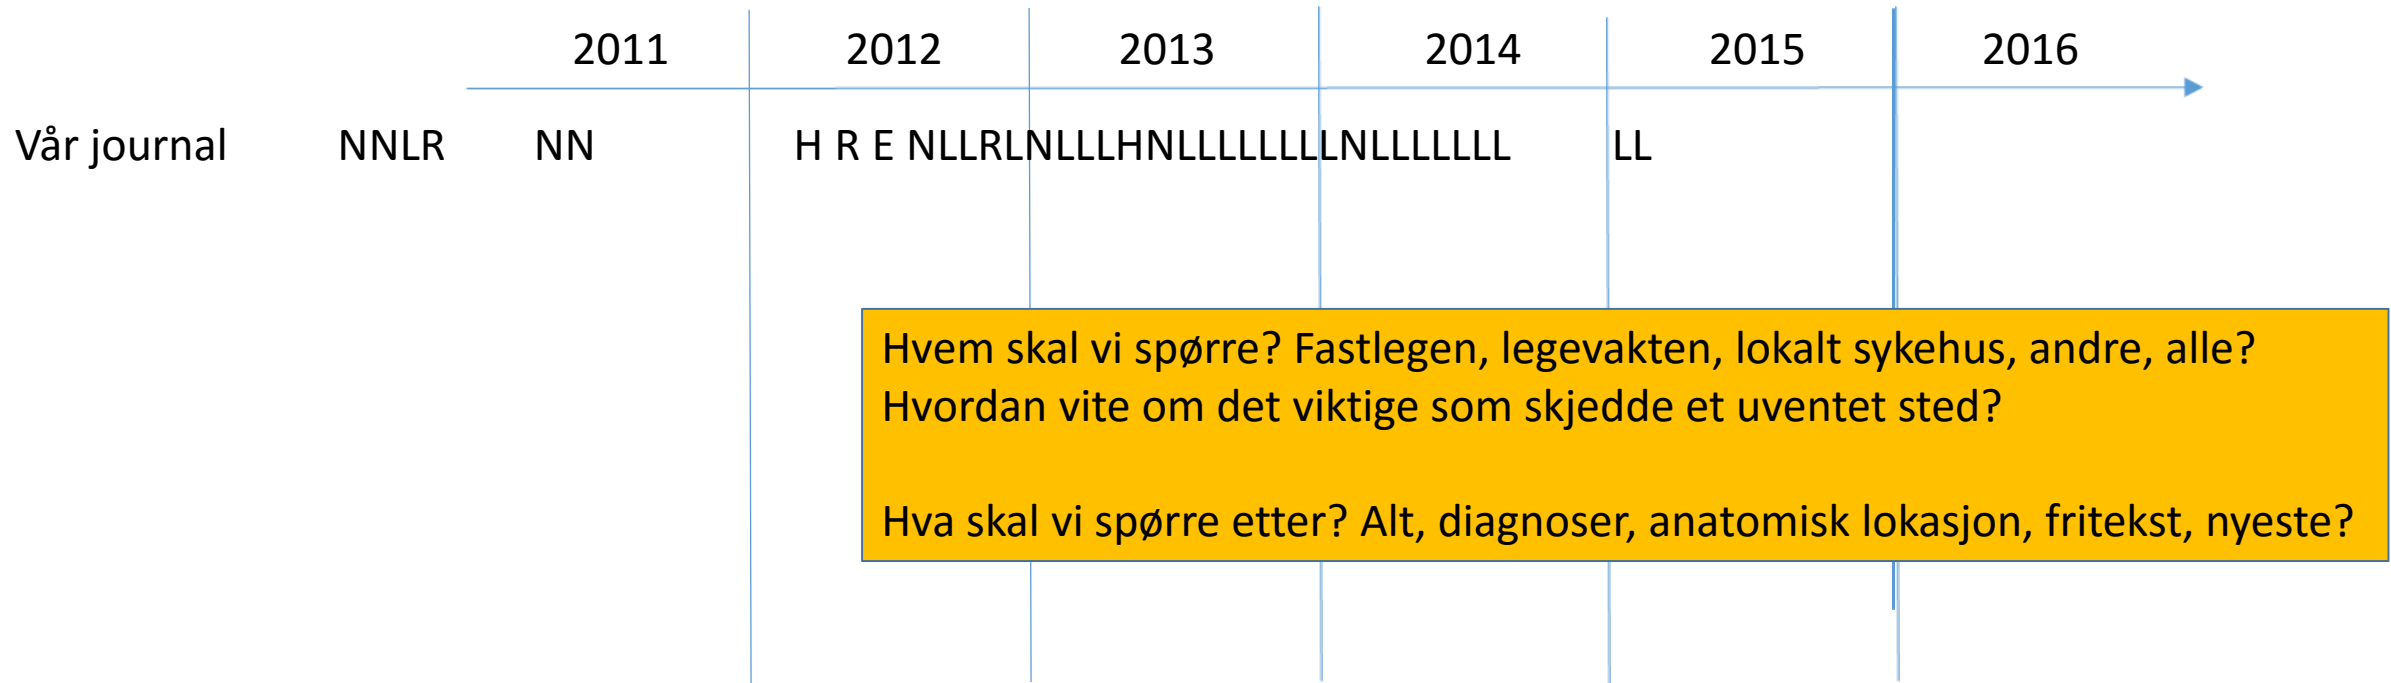 2011 2012 2013 2014 2015 2016
Vår journal NNLR NN H R E NLLRLNLLLHNLLLLLLLLNLLLLLLL LL
Hvem skal vi spørre? Fastlegen, legevakten, lokalt sykehus, andre, alle?
Hvordan vite om det viktige som skjedde et uventet sted?
Hva skal vi spørre etter? Alt, diagnoser, anatomisk lokasjon, fritekst, nyeste?